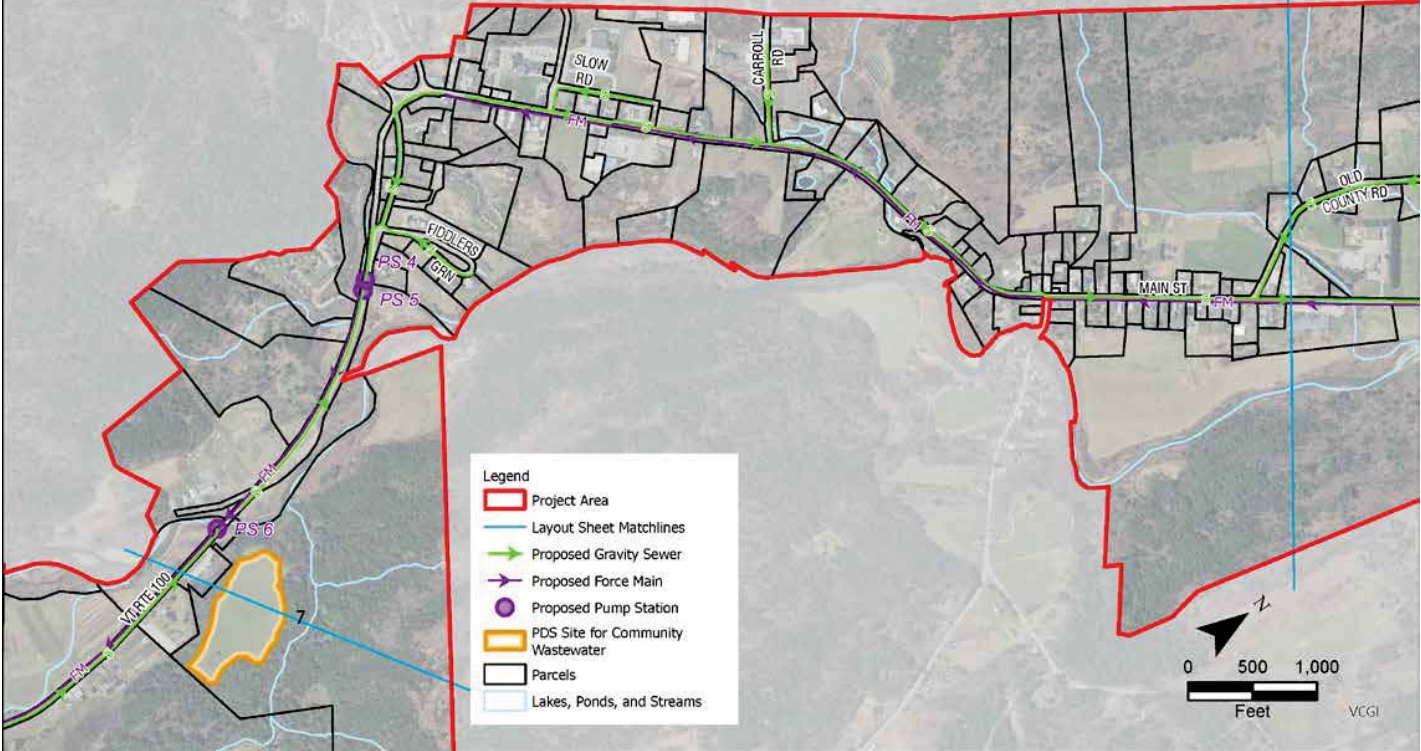 SLOW
RD
CARROLL
RD
FM
S
S
FM
S
FIDDLERS
GRN
S
PS 4
PS 5
FM
S
OLD
COUNTY RD
S
MAIN ST
S
FM
FM
S
PS 6
VT RTE 100
7
FM
S
Legend
Project Area
Layout Sheet Matchlines
Proposed Gravity Sewer
Proposed Force Main
Proposed Pump Station
PDS Site for Community
Wastewater
Parcels
Lakes, Ponds, and Streams
N
0 500 1,000
Feet
VCGI